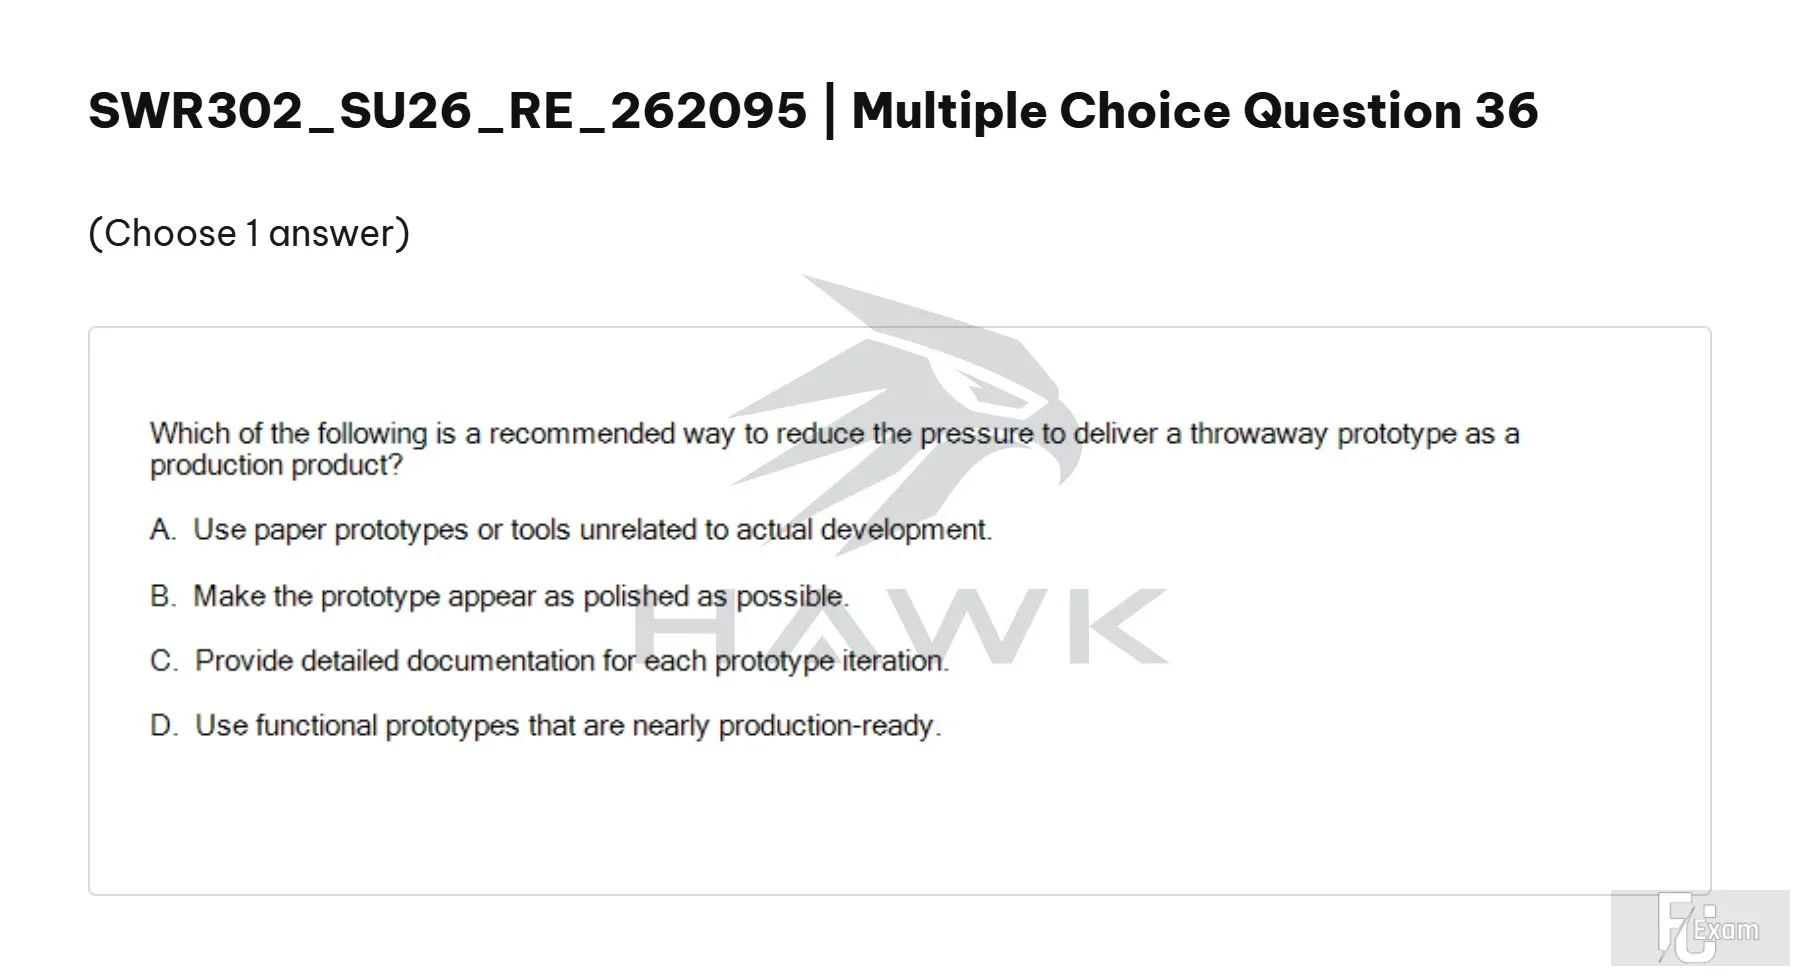 SWR302_SU26_RE_262095 | Multiple Choice Question 36
(Choose 1 answer)
Which of the following is a recommended way to reduce the pressure to deliver a throwaway prototype as a
production product?
A. Use paper prototypes or tools unrelated to actual development.
B. Make the prototype appear as polished as possible.
HAWK
C. Provide detailed documentation for each prototype iteration.
D. Use functional prototypes that are nearly production-ready.
Exam